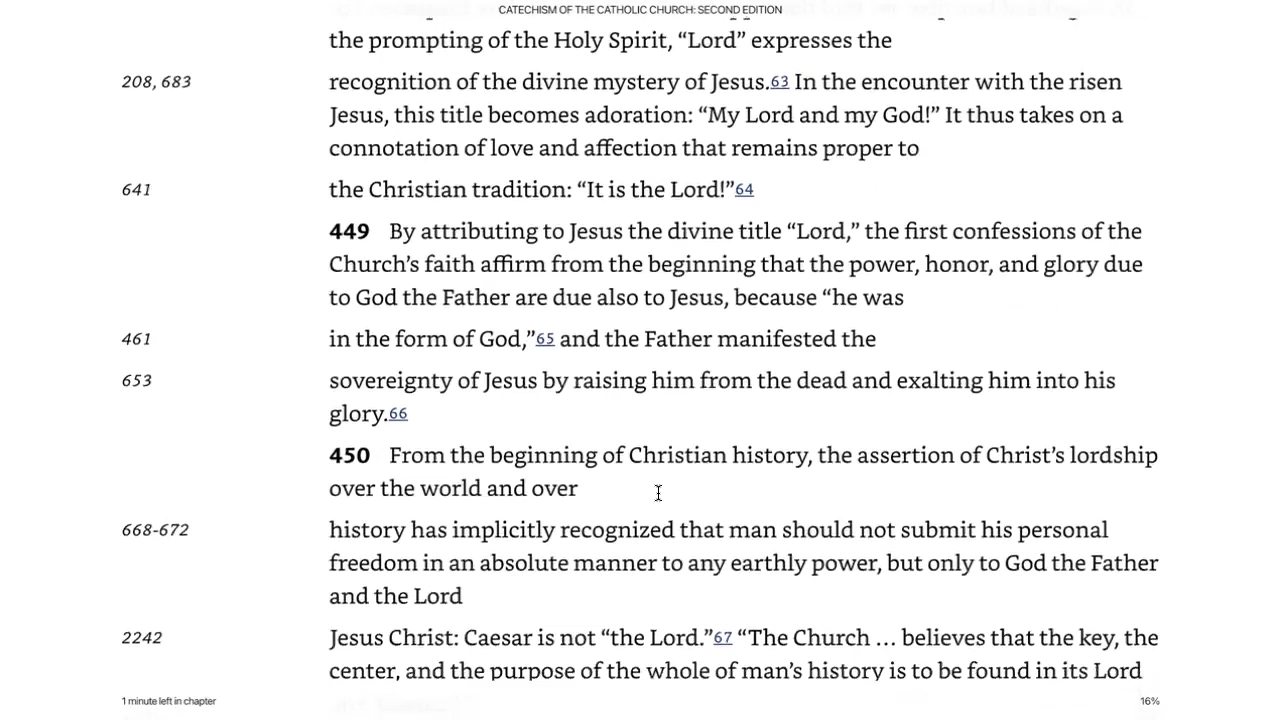 CATECHISM OF THE CATHOLIC CHURCH: SECOND EDITION
the prompting of the Holy Spirit, “Lord” expresses the
208, 683 recognition of the divine mystery of Jesus.63 In the encounter with the risen
Jesus, this title becomes adoration: “My Lord and my God!” It thus takes on a
connotation of love and affection that remains proper to
641 the Christian tradition: “It is the Lord!”64
449 By attributing to Jesus the divine title “Lord,” the first confessions of the
Church’s faith affirm from the beginning that the power, honor, and glory due
to God the Father are due also to Jesus, because “he was
461 in the form of God,”65 and the Father manifested the
653 sovereignty of Jesus by raising him from the dead and exalting him into his
glory.66
450 From the beginning of Christian history, the assertion of Christ’s lordship
over the world and over
668-672 history has implicitly recognized that man should not submit his personal
freedom in an absolute manner to any earthly power, but only to God the Father
and the Lord
2242 Jesus Christ: Caesar is not “the Lord.”67 “The Church … believes that the key, the
center, and the purpose of the whole of man’s history is to be found in its Lord
1 minute left in chapter 16%